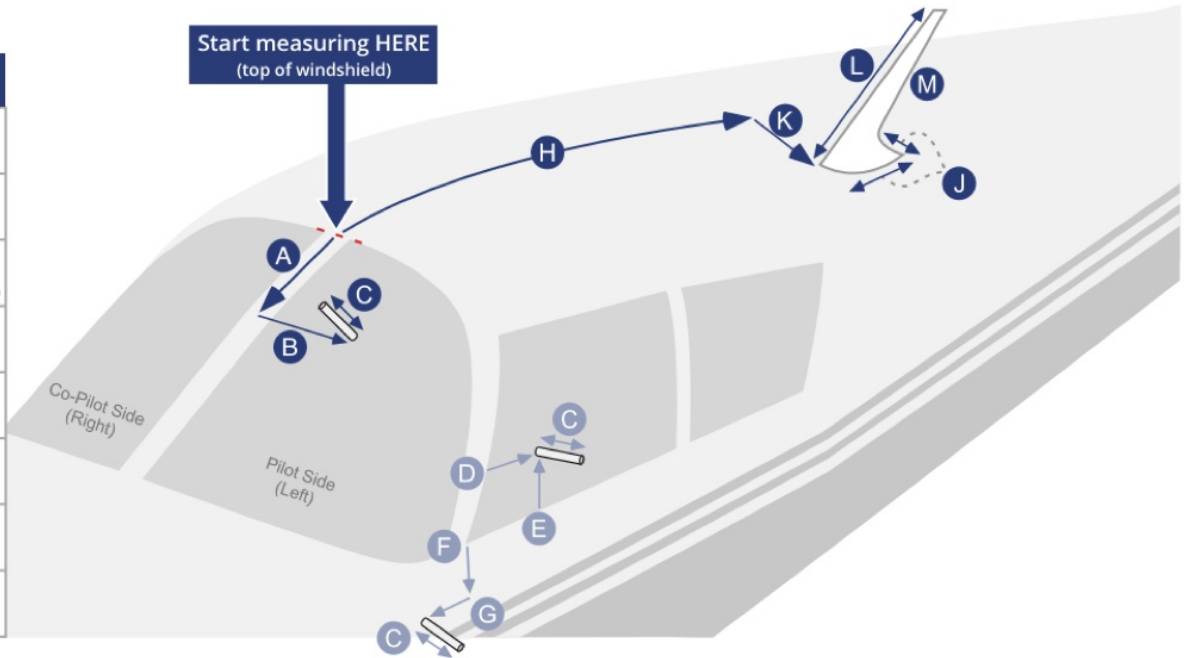 Start measuring HERE
(top of windshield)
L
M
K
H
J
A
C
B
Co-Pilot Side
(Right)
C
Pilot Side
(Left)
D
E
F
G
C